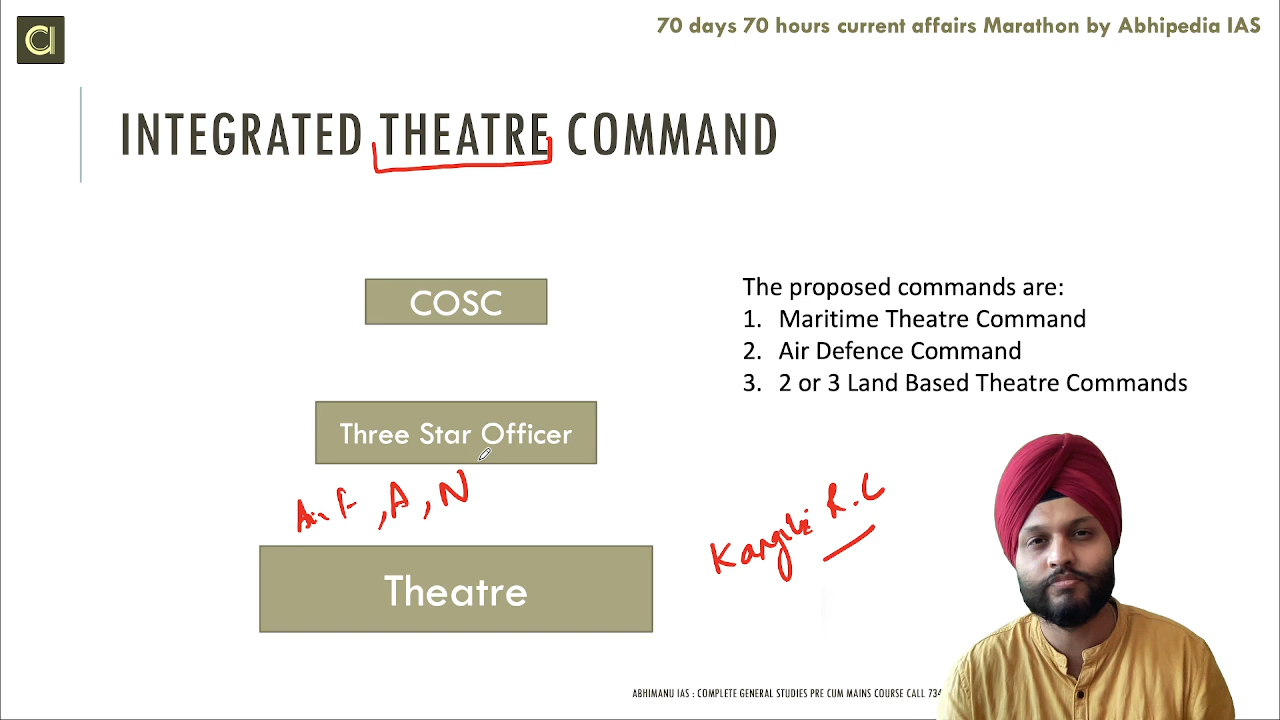 70 days 70 hours current affairs Marathon by Abhipedia IAS
INTEGRATED THEATRE COMMAND
COSC
The proposed commands are:
1. Maritime Theatre Command
2. Air Defence Command
3. 2 or 3 Land Based Theatre Commands
Three Star Officer
Air F, A, N
R.C
Theatre
ABHIMANU IAS : COMPLETE GENERAL STUDIES PRE CUM MAINS COURSE CALL 734